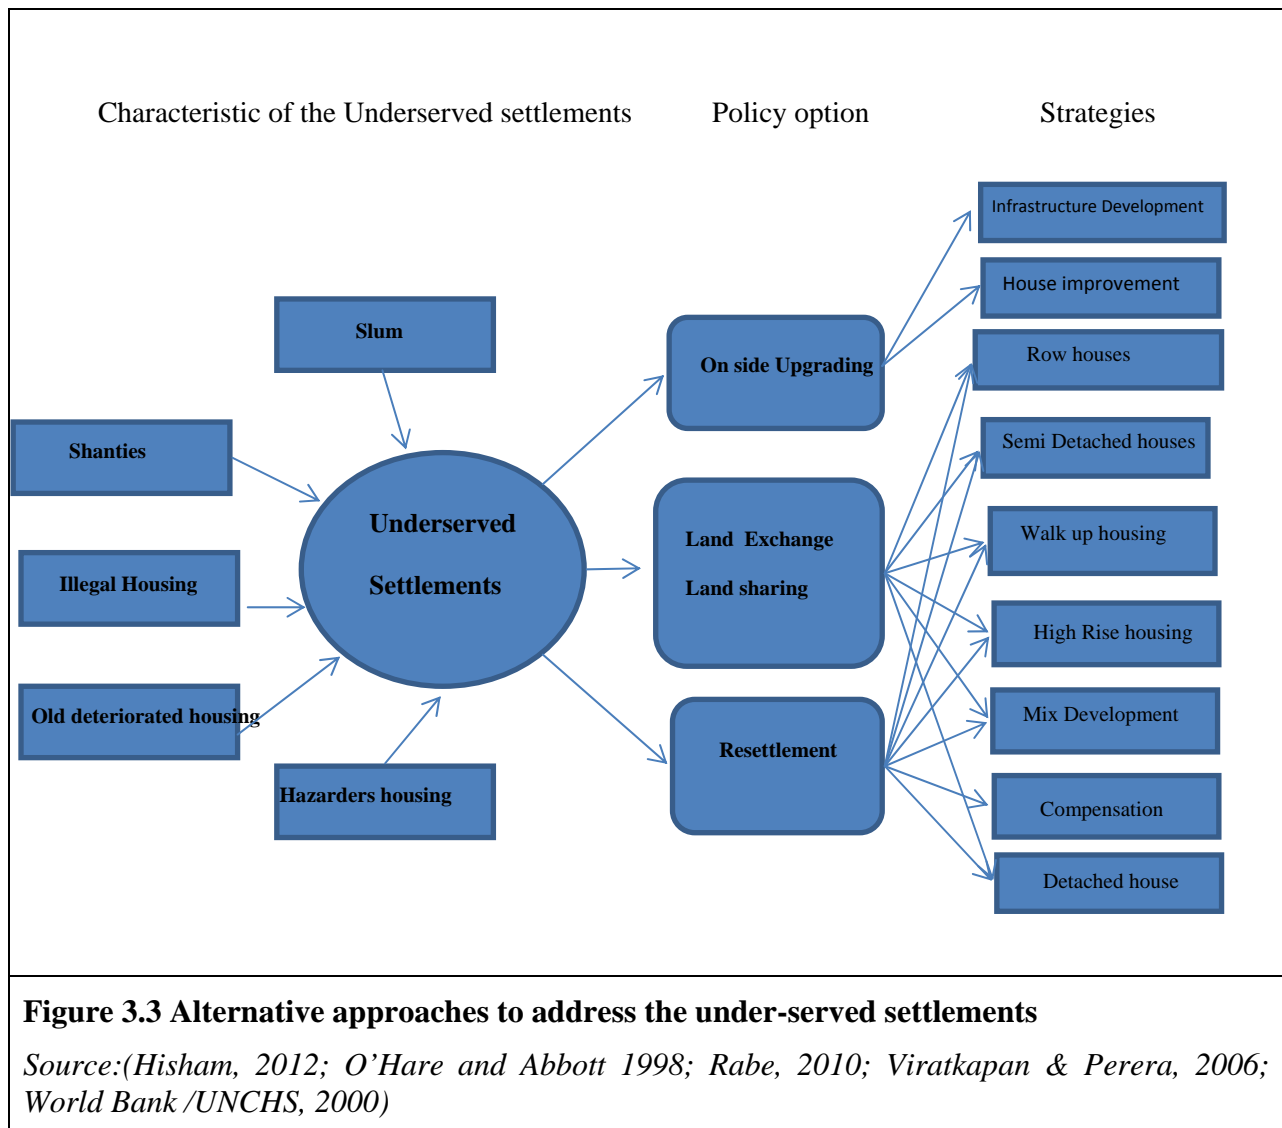 Characteristic of the Underserved settlements
Policy option
Strategies
Slum
Shanties
Illegal Housing
Old deteriorated housing
Hazarders housing
Underserved
Settlements
On side Upgrading
Land Exchange
Land sharing
Resettlement
Infrastructure Development
House improvement
Row houses
Semi Detached houses
Walk up housing
High Rise housing
Mix Development
Compensation
Detached house
Figure 3.3 Alternative approaches to address the under-served settlements
Source:(Hisham, 2012; O’Hare and Abbott 1998; Rabe, 2010; Viratkapan & Perera, 2006;
World Bank /UNCHS, 2000)